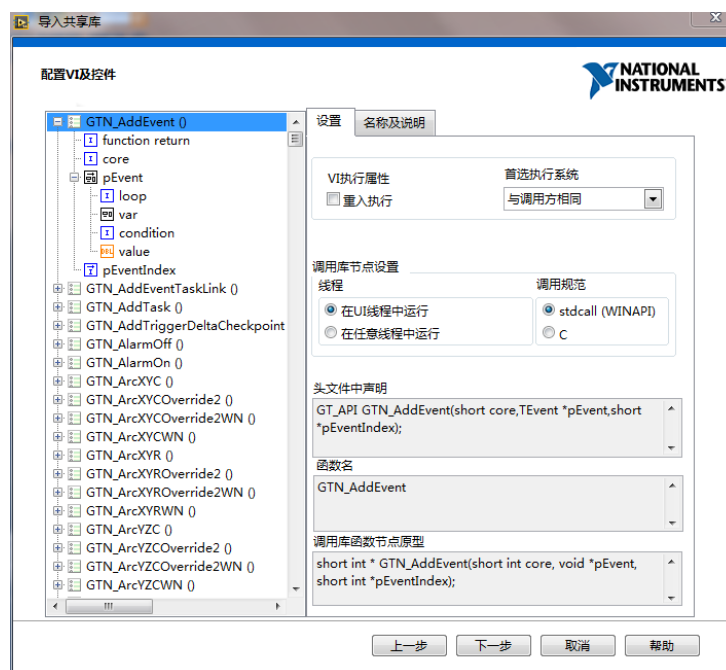 导入共享库
配置VI及控件
NATIONAL
INSTRUMENTS
GTN_AddEvent ()
function return
core
pEvent
loop
var
condition
value
pEventIndex
GTN_AddEventTaskLink ()
GTN_AddTask ()
GTN_AddTriggerDeltaCheckpoint
GTN_AlarmOff ()
GTN_AlarmOn ()
GTN_ArcXYC ()
GTN_ArcXYCOverride2 ()
GTN_ArcXYCOverride2WN ()
GTN_ArcXYCWN ()
GTN_ArcXYR ()
GTN_ArcXYROverride2 ()
GTN_ArcXYROverride2WN ()
GTN_ArcXYRWN ()
GTN_ArcYZC ()
GTN_ArcYZCOverride2 ()
GTN_ArcYZCOverride2WN ()
GTN_ArcYZCWN ()
设置 名称及说明
VI执行属性
重入执行
首选执行系统
与调用方相同
调用库节点设置
线程
在UI线程中运行
在任意线程中运行
调用规范
stdcall (WINAPI)
C
头文件中声明
GT_API GTN_AddEvent(short core,TEvent *pEvent,short
*pEventIndex);
函数名
GTN_AddEvent
调用库函数节点原型
short int * GTN_AddEvent(short int core, void *pEvent,
short int *pEventIndex);
上一步 下一步 取消 帮助